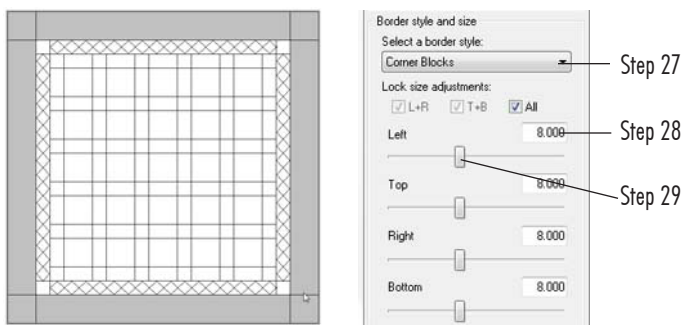 Border style and size
Select a border style:
Corner Blocks
Lock size adjustments:
L+R T+B All
Left 8.000
Top 8.000
Right 8.000
Bottom 8.000
Step 27
Step 28
Step 29